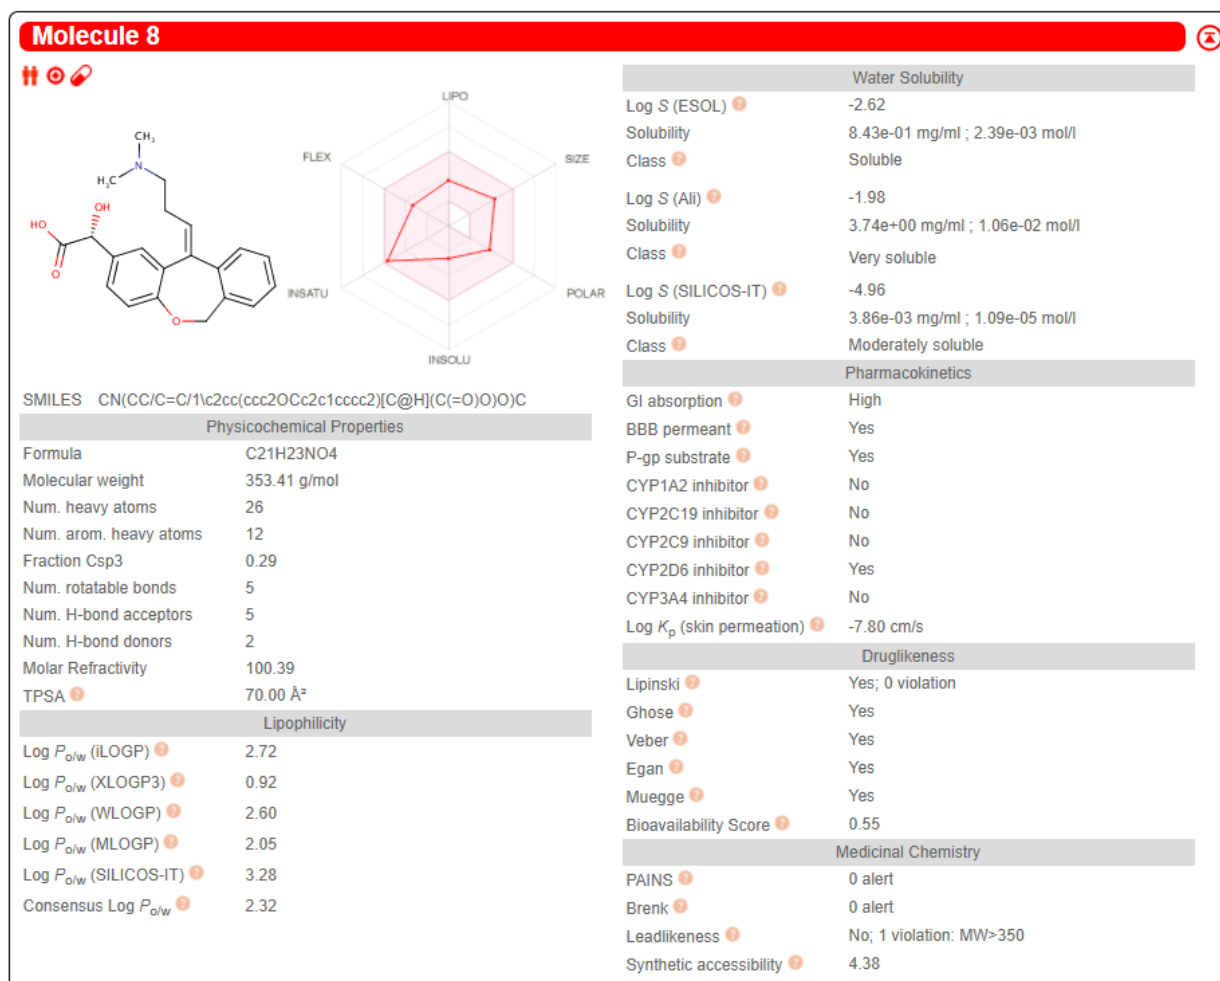 Molecule 8
LIPO
FLEX
SIZE
INSATU
POLAR
INSOLU
CH₃
N
H₃C
OH
HO
O
O
SMILES CN(CC/C=C/1\c2cc(ccc2OCc2c1cccc2)[C@H](C(=O)O)O)C
Physicochemical Properties
Formula C21H23NO4
Molecular weight 353.41 g/mol
Num. heavy atoms 26
Num. arom. heavy atoms 12
Fraction Csp3 0.29
Num. rotatable bonds 5
Num. H-bond acceptors 5
Num. H-bond donors 2
Molar Refractivity 100.39
TPSA ? 70.00 Å²
Lipophilicity
Log Po/w (iLOGP) ? 2.72
Log Po/w (XLOGP3) ? 0.92
Log Po/w (WLOGP) ? 2.60
Log Po/w (MLOGP) ? 2.05
Log Po/w (SILICOS-IT) ? 3.28
Consensus Log Po/w ? 2.32
Water Solubility
Log S (ESOL) ? -2.62
Solubility 8.43e-01 mg/ml ; 2.39e-03 mol/l
Class ? Soluble
Log S (Ali) ? -1.98
Solubility 3.74e+00 mg/ml ; 1.06e-02 mol/l
Class ? Very soluble
Log S (SILICOS-IT) ? -4.96
Solubility 3.86e-03 mg/ml ; 1.09e-05 mol/l
Class ? Moderately soluble
Pharmacokinetics
GI absorption ? High
BBB permeant ? Yes
P-gp substrate ? Yes
CYP1A2 inhibitor ? No
CYP2C19 inhibitor ? No
CYP2C9 inhibitor ? No
CYP2D6 inhibitor ? Yes
CYP3A4 inhibitor ? No
Log Kp (skin permeation) ? -7.80 cm/s
Druglikeness
Lipinski ? Yes; 0 violation
Ghose ? Yes
Veber ? Yes
Egan ? Yes
Muegge ? Yes
Bioavailability Score ? 0.55
Medicinal Chemistry
PAINS ? 0 alert
Brenk ? 0 alert
Leadlikeness ? No; 1 violation: MW>350
Synthetic accessibility ? 4.38